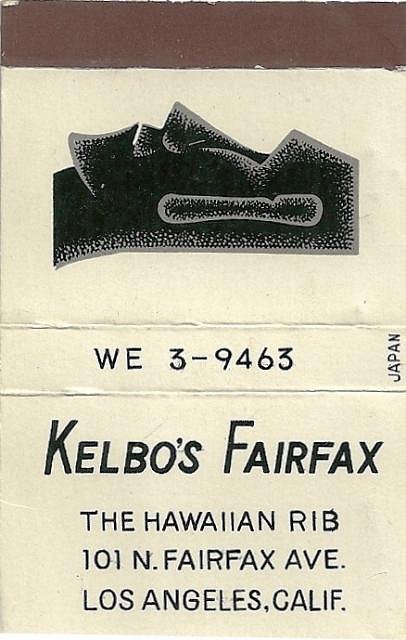 WE 3-9463
JAPAN
KELBO'S FAIRFAX
THE HAWAIIAN RIB
101 N. FAIRFAX AVE.
LOS ANGELES, CALIF.